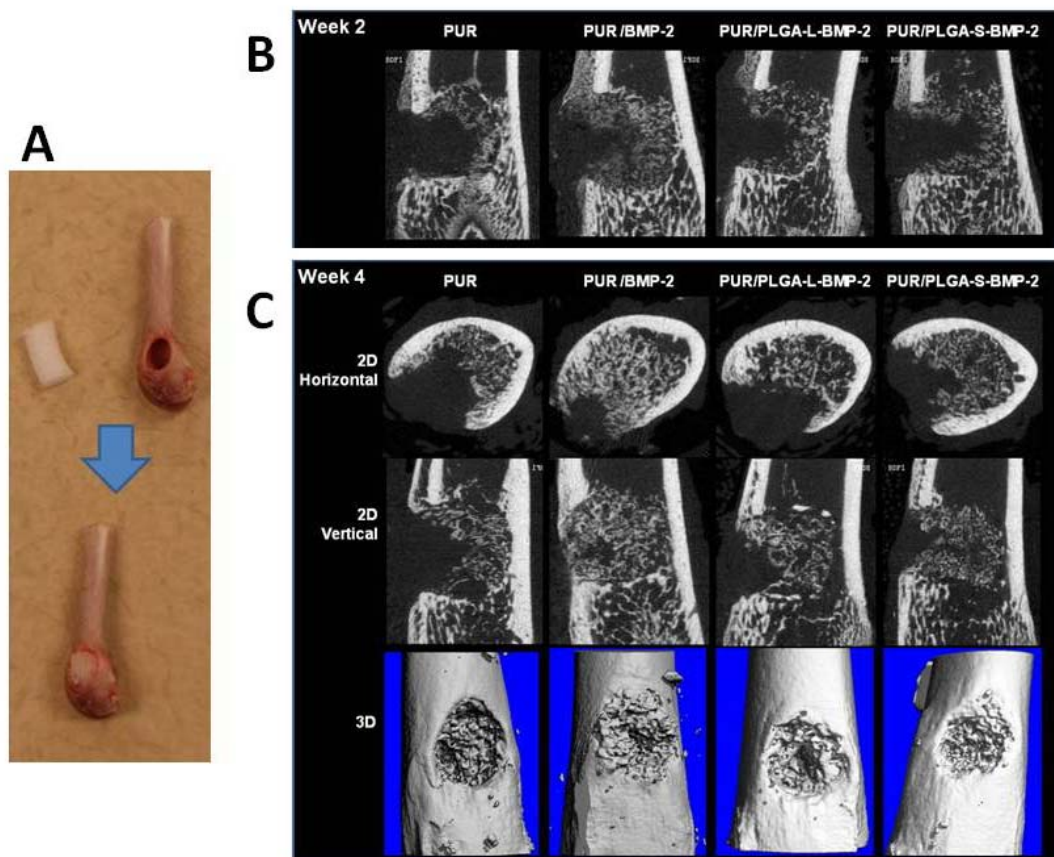 A
B
Week 2
PUR
PUR/BMP-2
PUR/PLGA-L-BMP-2
PUR/PLGA-S-BMP-2
C
Week 4
PUR
PUR/BMP-2
PUR/PLGA-L-BMP-2
PUR/PLGA-S-BMP-2
2D
Horizontal
2D
Vertical
3D